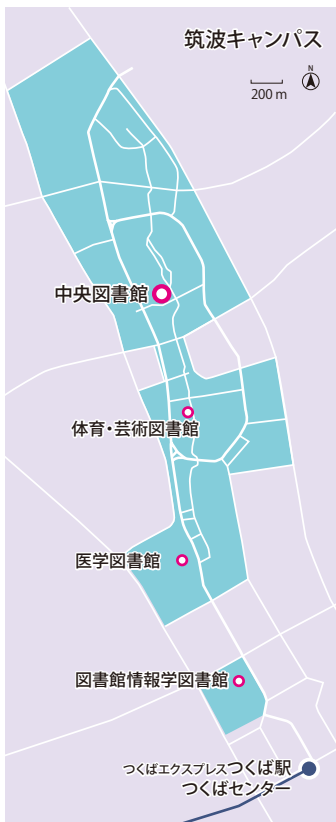 筑波キャンパス
N
200 m
中央図書館
体育・芸術図書館
医学図書館
図書館情報学図書館
つくばエクスプレスつくば駅
つくばセンター